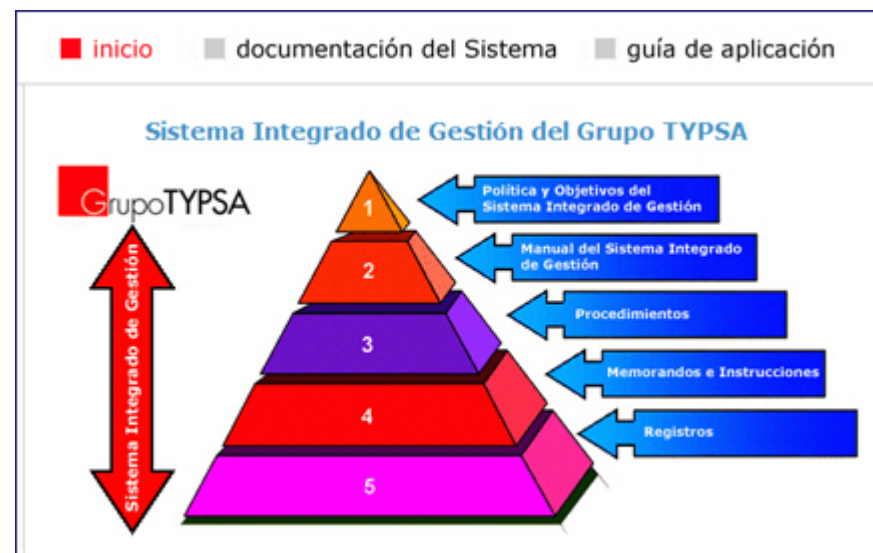 inicio documentación del Sistema guía de aplicación
Sistema Integrado de Gestión del Grupo TYPSA
GrupoTYPSA
Sistema Integrado de Gestión
1
Política y Objetivos del
Sistema Integrado de Gestión
2
Manual del Sistema Integrado
de Gestión
3
Procedimientos
4
Memorandos e Instrucciones
5
Registros